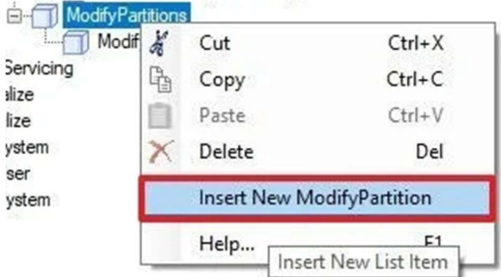 ModifyPartitions
Modif
Cut Ctrl+X
Servicing
Copy Ctrl+C
alize
lize
Paste Ctrl+V
ystem
Delete Del
ser
ystem
Insert New ModifyPartition
Help... F1
Insert New List Item